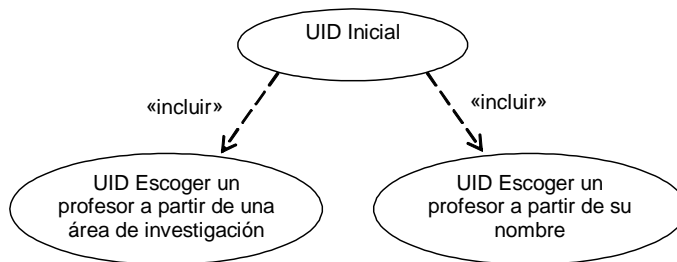 UID Inicial
«incluir»
«incluir»
UID Escoger un
profesor a partir de una
área de investigación
UID Escoger un
profesor a partir de su
nombre